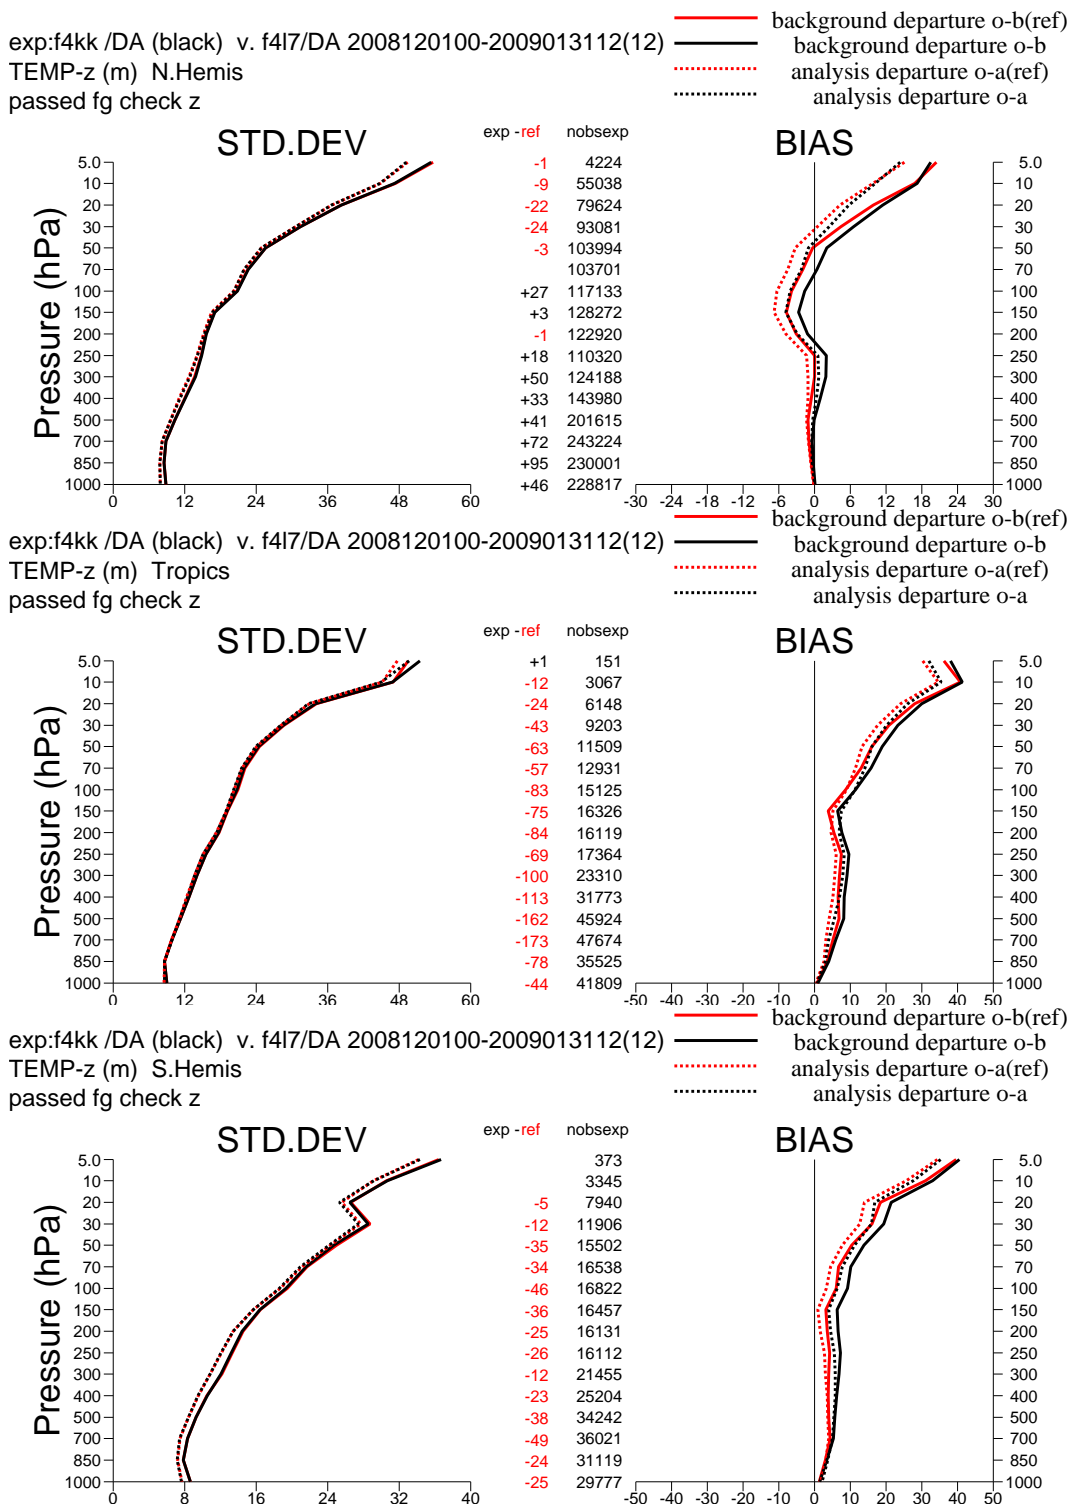 background departure o-b(ref)
exp:f4kk /DA (black) v. f4l7/DA 2008120100-2009013112(12) background departure o-b
TEMP-z (m) N.Hemis analysis departure o-a(ref)
passed fg check z analysis departure o-a
STD.DEV exp -ref nobsexp BIAS
5.0 -1 4224 5.0
10 -9 55038 10
20 -22 79624 20
30 -24 93081 30
50 -3 103994 50
70 103701 70
100 +27 117133 100
150 +3 128272 150
200 -1 122920 200
250 +18 110320 250
300 +50 124188 300
400 +33 143980 400
500 +41 201615 500
700 +72 243224 700
850 +95 230001 850
1000 +46 228817 1000
Pressure (hPa)
0 12 24 36 48 60 -30 -24 -18 -12 -6 0 6 12 18 24 30
background departure o-b(ref)
exp:f4kk /DA (black) v. f4l7/DA 2008120100-2009013112(12) background departure o-b
TEMP-z (m) Tropics analysis departure o-a(ref)
passed fg check z analysis departure o-a
STD.DEV exp -ref nobsexp BIAS
5.0 +1 151 5.0
10 -12 3067 10
20 -24 6148 20
30 -43 9203 30
50 -63 11509 50
70 -57 12931 70
100 -83 15125 100
150 -75 16326 150
200 -84 16119 200
250 -69 17364 250
300 -100 23310 300
400 -113 31773 400
500 -162 45924 500
700 -173 47674 700
850 -78 35525 850
1000 -44 41809 1000
Pressure (hPa)
0 12 24 36 48 60 -50 -40 -30 -20 -10 0 10 20 30 40 50
background departure o-b(ref)
exp:f4kk /DA (black) v. f4l7/DA 2008120100-2009013112(12) background departure o-b
TEMP-z (m) S.Hemis analysis departure o-a(ref)
passed fg check z analysis departure o-a
STD.DEV exp -ref nobsexp BIAS
5.0 373 5.0
10 3345 10
20 -5 7940 20
30 -12 11906 30
50 -35 15502 50
70 -34 16538 70
100 -46 16822 100
150 -36 16457 150
200 -25 16131 200
250 -26 16112 250
300 -12 21455 300
400 -23 25204 400
500 -38 34242 500
700 -49 36021 700
850 -24 31119 850
1000 -25 29777 1000
Pressure (hPa)
0 8 16 24 32 40 -50 -40 -30 -20 -10 0 10 20 30 40 50